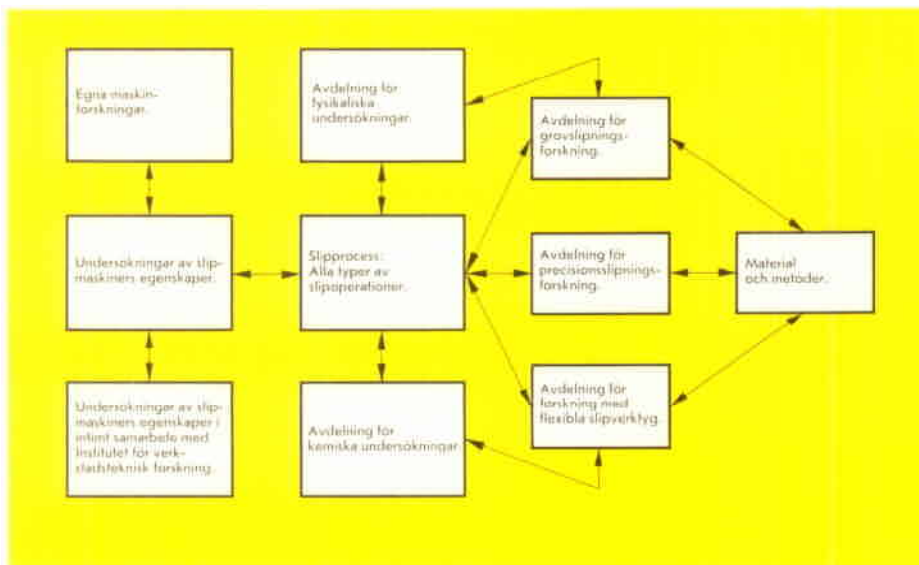 Egna maskin-
forskningar.
Undersökningar av slip-
maskiners egenskaper.
Undersökningar av slip-
maskiners egenskaper i
intimt samarbete med
Institutet för verk-
stadsteknisk forskning.
Avdelning för
fysikaliska
undersökningar.
Slipprocess:
Alla typer av
slipoperationer.
Avdelning för
kemiska undersökningar.
Avdelning för
grovslipnings-
forskning.
Avdelning för
precisionsslipnings-
forskning.
Avdelning för
forskning med
flexibla slipverktyg.
Material
och metoder.